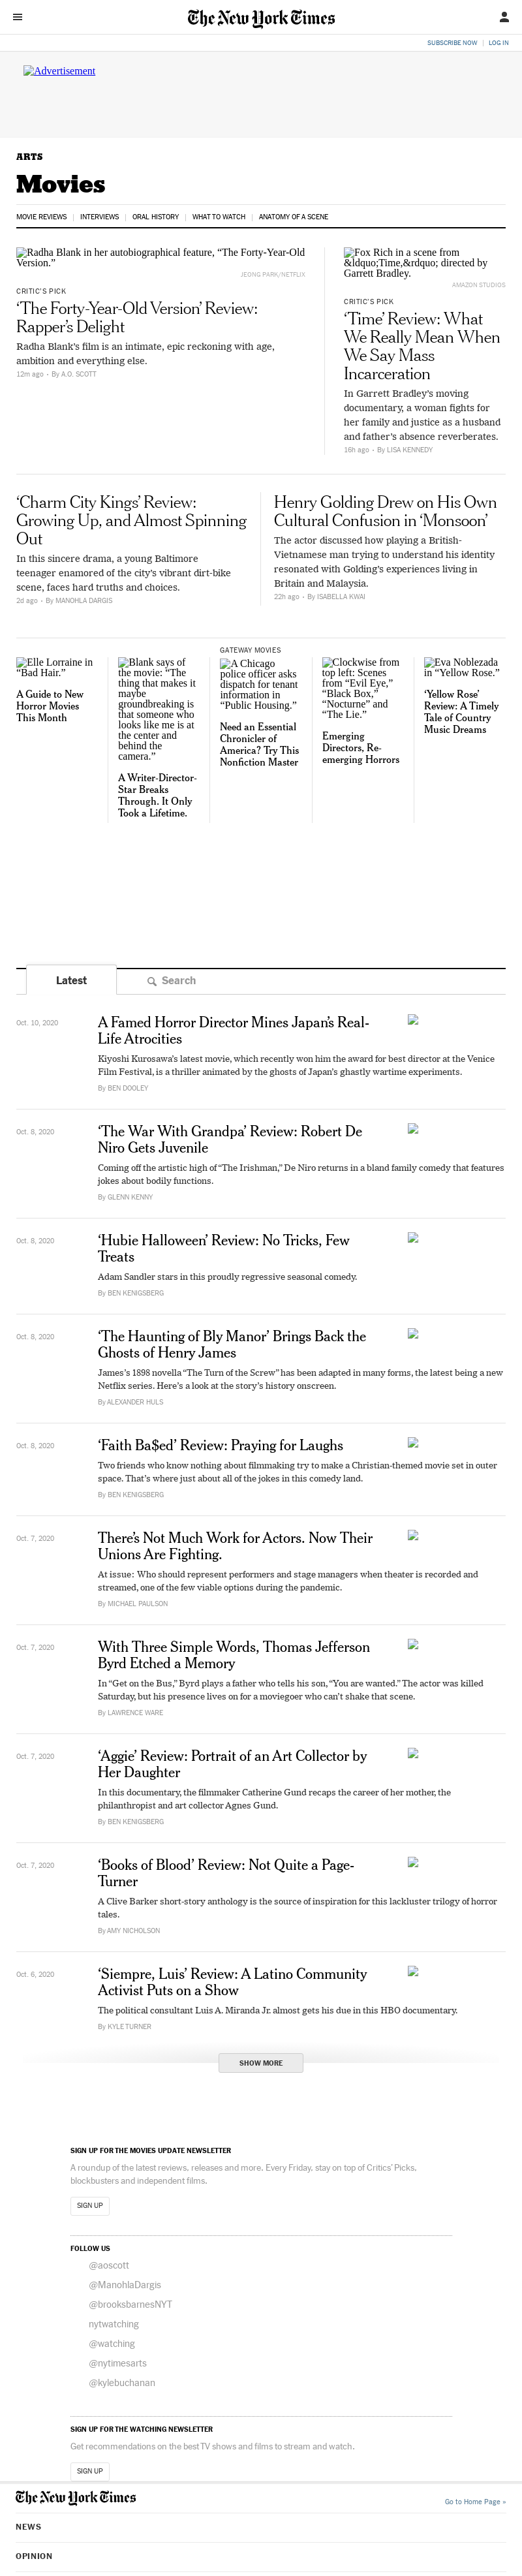 The New York Times
SUBSCRIBE NOW | LOG IN
Advertisement
ARTS
Movies
MOVIE REVIEWS | INTERVIEWS | ORAL HISTORY | WHAT TO WATCH | ANATOMY OF A SCENE
Radha Blank in her autobiographical feature, “The Forty-Year-Old
Version.”
JEONG PARK/NETFLIX
CRITIC’S PICK
‘The Forty-Year-Old Version’ Review:
Rapper’s Delight
Radha Blank’s film is an intimate, epic reckoning with age,
ambition and everything else.
12m ago • By A.O. SCOTT
Fox Rich in a scene from
&ldquo;Time,&rdquo; directed by
Garrett Bradley.
AMAZON STUDIOS
CRITIC’S PICK
‘Time’ Review: What
We Really Mean When
We Say Mass
Incarceration
In Garrett Bradley’s moving
documentary, a woman fights for
her family and justice as a husband
and father’s absence reverberates.
16h ago • By LISA KENNEDY
‘Charm City Kings’ Review:
Growing Up, and Almost Spinning
Out
In this sincere drama, a young Baltimore
teenager enamored of the city’s vibrant dirt-bike
scene, faces hard truths and choices.
2d ago • By MANOHLA DARGIS
Henry Golding Drew on His Own
Cultural Confusion in ‘Monsoon’
The actor discussed how playing a British-
Vietnamese man trying to understand his identity
resonated with Golding’s experiences living in
Britain and Malaysia.
22h ago • By ISABELLA KWAI
Elle Lorraine in
“Bad Hair.”
A Guide to New
Horror Movies
This Month
Blank says of
the movie: “The
thing that makes it
maybe
groundbreaking is
that someone who
looks like me is at
the center and
behind the
camera.”
A Writer-Director-
Star Breaks
Through. It Only
Took a Lifetime.
GATEWAY MOVIES
A Chicago
police officer asks
dispatch for tenant
information in
“Public Housing.”
Need an Essential
Chronicler of
America? Try This
Nonfiction Master
Clockwise from
top left: Scenes
from “Evil Eye,”
“Black Box,”
“Nocturne” and
“The Lie.”
Emerging
Directors, Re-
emerging Horrors
Eva Noblezada
in “Yellow Rose.”
‘Yellow Rose’
Review: A Timely
Tale of Country
Music Dreams
Latest
Search
Oct. 10, 2020
A Famed Horror Director Mines Japan’s Real-
Life Atrocities
Kiyoshi Kurosawa’s latest movie, which recently won him the award for best director at the Venice
Film Festival, is a thriller animated by the ghosts of Japan’s ghastly wartime experiments.
By BEN DOOLEY
Oct. 8, 2020
‘The War With Grandpa’ Review: Robert De
Niro Gets Juvenile
Coming off the artistic high of “The Irishman,” De Niro returns in a bland family comedy that features
jokes about bodily functions.
By GLENN KENNY
Oct. 8, 2020
‘Hubie Halloween’ Review: No Tricks, Few
Treats
Adam Sandler stars in this proudly regressive seasonal comedy.
By BEN KENIGSBERG
Oct. 8, 2020
‘The Haunting of Bly Manor’ Brings Back the
Ghosts of Henry James
James’s 1898 novella “The Turn of the Screw” has been adapted in many forms, the latest being a new
Netflix series. Here’s a look at the story’s history onscreen.
By ALEXANDER HULS
Oct. 8, 2020
‘Faith Ba$ed’ Review: Praying for Laughs
Two friends who know nothing about filmmaking try to make a Christian-themed movie set in outer
space. That’s where just about all of the jokes in this comedy land.
By BEN KENIGSBERG
Oct. 7, 2020
There’s Not Much Work for Actors. Now Their
Unions Are Fighting.
At issue: Who should represent performers and stage managers when theater is recorded and
streamed, one of the few viable options during the pandemic.
By MICHAEL PAULSON
Oct. 7, 2020
With Three Simple Words, Thomas Jefferson
Byrd Etched a Memory
In “Get on the Bus,” Byrd plays a father who tells his son, “You are wanted.” The actor was killed
Saturday, but his presence lives on for a moviegoer who can’t shake that scene.
By LAWRENCE WARE
Oct. 7, 2020
‘Aggie’ Review: Portrait of an Art Collector by
Her Daughter
In this documentary, the filmmaker Catherine Gund recaps the career of her mother, the
philanthropist and art collector Agnes Gund.
By BEN KENIGSBERG
Oct. 7, 2020
‘Books of Blood’ Review: Not Quite a Page-
Turner
A Clive Barker short-story anthology is the source of inspiration for this lackluster trilogy of horror
tales.
By AMY NICHOLSON
Oct. 6, 2020
‘Siempre, Luis’ Review: A Latino Community
Activist Puts on a Show
The political consultant Luis A. Miranda Jr. almost gets his due in this HBO documentary.
By KYLE TURNER
SHOW MORE
SIGN UP FOR THE MOVIES UPDATE NEWSLETTER
A roundup of the latest reviews, releases and more. Every Friday, stay on top of Critics’ Picks,
blockbusters and independent films.
SIGN UP
FOLLOW US
@aoscott
@ManohlaDargis
@brooksbarnesNYT
nytwatching
@watching
@nytimesarts
@kylebuchanan
SIGN UP FOR THE WATCHING NEWSLETTER
Get recommendations on the best TV shows and films to stream and watch.
SIGN UP
The New York Times
Go to Home Page »
NEWS
OPINION